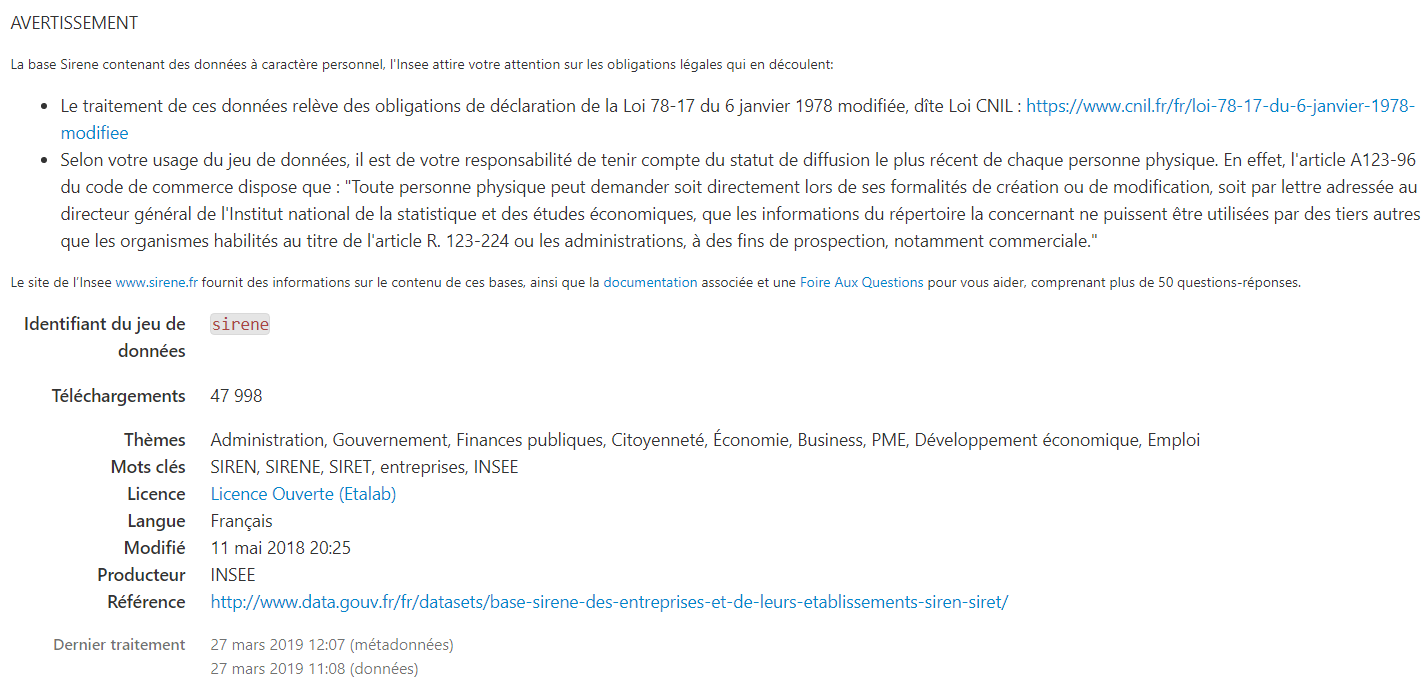 AVERTISSEMENT
La base Sirene contenant des données à caractère personnel, l'Insee attire votre attention sur les obligations légales qui en découlent:
• Le traitement de ces données relève des obligations de déclaration de la Loi 78-17 du 6 janvier 1978 modifiée, dîte Loi CNIL : https://www.cnil.fr/fr/loi-78-17-du-6-janvier-1978-
modifiee
• Selon votre usage du jeu de données, il est de votre responsabilité de tenir compte du statut de diffusion le plus récent de chaque personne physique. En effet, l'article A123-96
du code de commerce dispose que : "Toute personne physique peut demander soit directement lors de ses formalités de création ou de modification, soit par lettre adressée au
directeur général de l'Institut national de la statistique et des études économiques, que les informations du répertoire la concernant ne puissent être utilisées par des tiers autres
que les organismes habilités au titre de l'article R. 123-224 ou les administrations, à des fins de prospection, notamment commerciale."
Le site de l'Insee www.sirene.fr fournit des informations sur le contenu de ces bases, ainsi que la documentation associée et une Foire Aux Questions pour vous aider, comprenant plus de 50 questions-réponses.
Identifiant du jeu de sirene
données
Téléchargements 47 998
Thèmes Administration, Gouvernement, Finances publiques, Citoyenneté, Économie, Business, PME, Développement économique, Emploi
Mots clés SIREN, SIRENE, SIRET, entreprises, INSEE
Licence Licence Ouverte (Etalab)
Langue Français
Modifié 11 mai 2018 20:25
Producteur INSEE
Référence http://www.data.gouv.fr/fr/datasets/base-sirene-des-entreprises-et-de-leurs-etablissements-siren-siret/
Dernier traitement 27 mars 2019 12:07 (métadonnées)
27 mars 2019 11:08 (données)